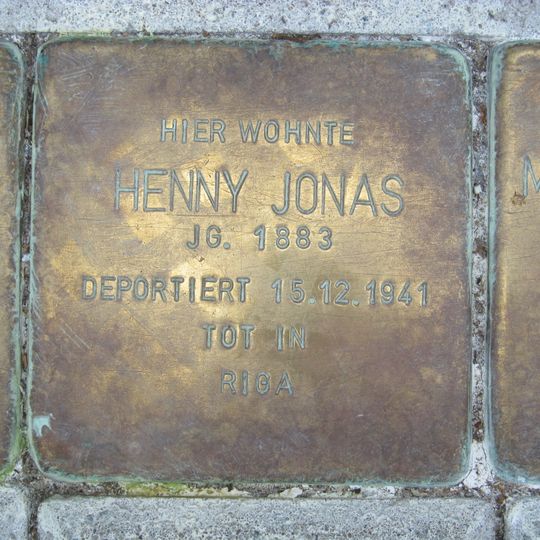 HIER WOHNTE
HENNY JONAS
JG. 1883
DEPORTIERT 15.12.1941
TOT IN
RIGA
M